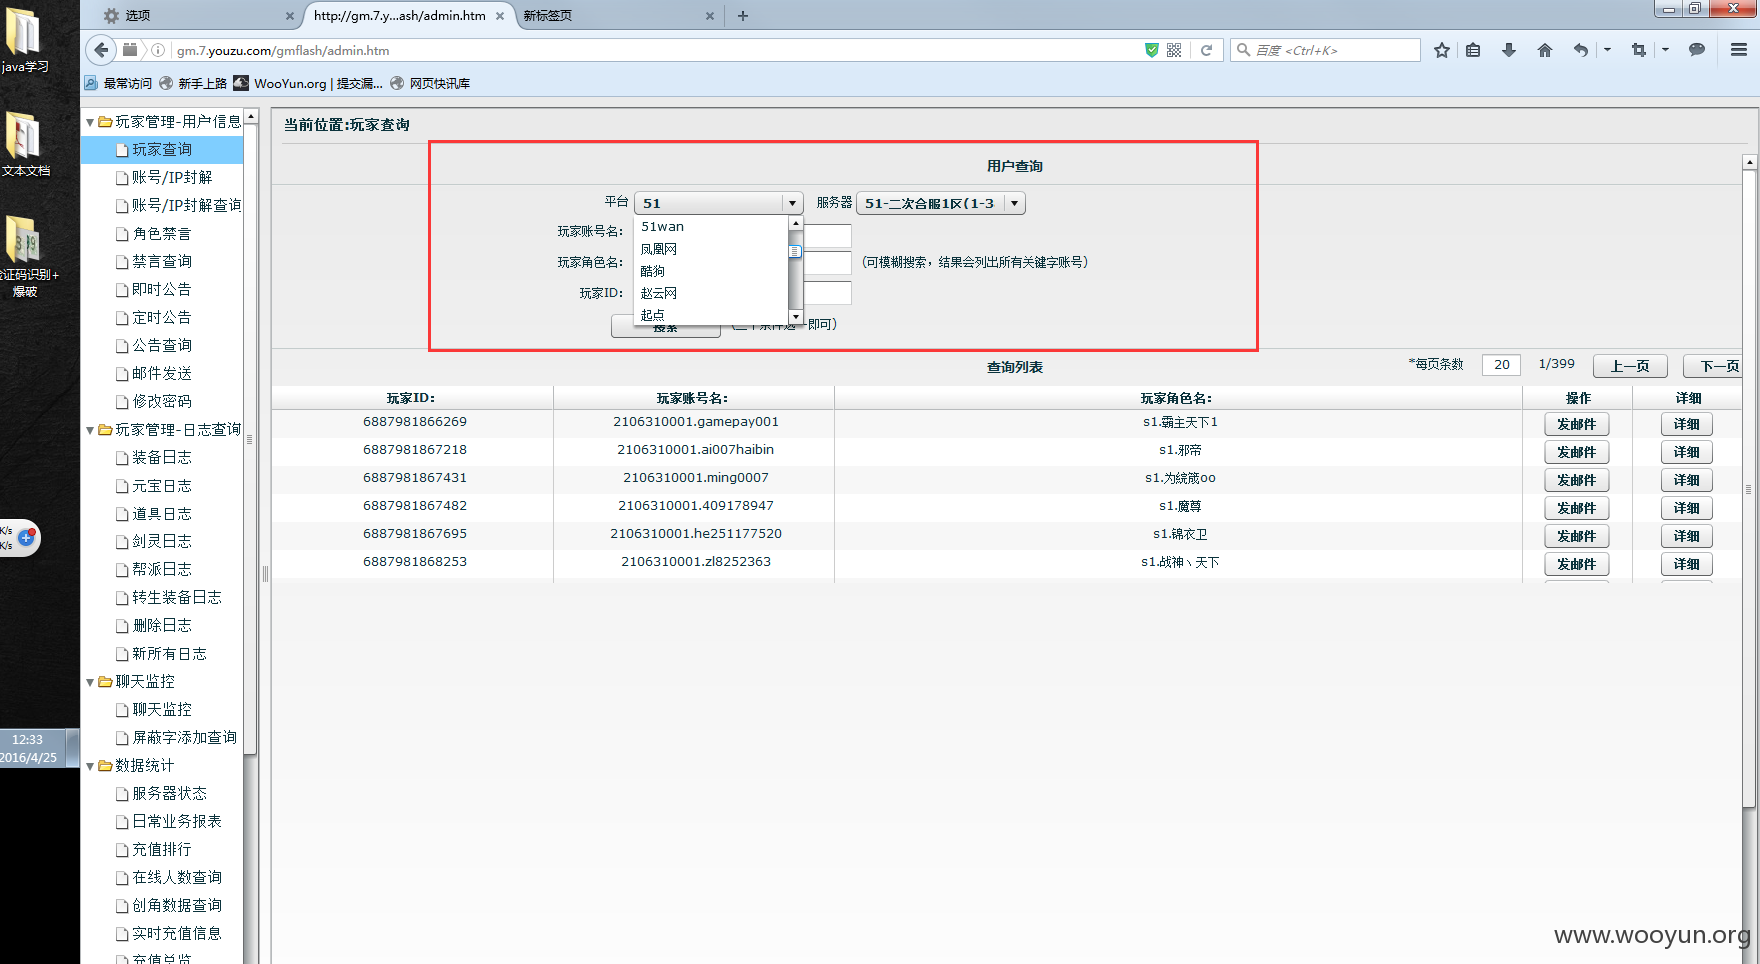 选项
http://gm.7.y...ash/admin.htm
新标签页
gm.7.youzu.com/gmflash/admin.htm
百度 <Ctrl+K>
最常访问
新手上路
WooYun.org | 提交漏...
网页快讯库
java学习
文本文档
验证码识别+
爆破
K/s
K/s
12:33
2016/4/25
玩家管理-用户信息
玩家查询
账号/IP封解
账号/IP封解查询
角色禁言
禁言查询
即时公告
定时公告
公告查询
邮件发送
修改密码
玩家管理-日志查询
装备日志
元宝日志
道具日志
剑灵日志
帮派日志
转生装备日志
删除日志
新所有日志
聊天监控
聊天监控
屏蔽字添加查询
数据统计
服务器状态
日常业务报表
充值排行
在线人数查询
创角数据查询
实时充值信息
充值总览
当前位置:玩家查询
用户查询
平台 51 服务器 51-二次合服1区(1-3
51wan
凤凰网
酷狗
赵云网
起点
玩家账号名：
玩家角色名： (可模糊搜索，结果会列出所有关键字账号)
玩家ID：
搜索 (三个条件选一即可)
查询列表
*每页条数 20 1/399 上一页 下一页
玩家ID： 玩家账号名： 玩家角色名： 操作 详细
6887981866269 2106310001.gamepay001 s1.霸主天下1 发邮件 详细
6887981867218 2106310001.ai007haibin s1.邪帝 发邮件 详细
6887981867431 2106310001.ming0007 s1.为綄箢oo 发邮件 详细
6887981867482 2106310001.409178947 s1.魔尊 发邮件 详细
6887981867695 2106310001.he251177520 s1.锦衣卫 发邮件 详细
6887981868253 2106310001.zl8252363 s1.战神丶天下 发邮件 详细
www.wooyun.org